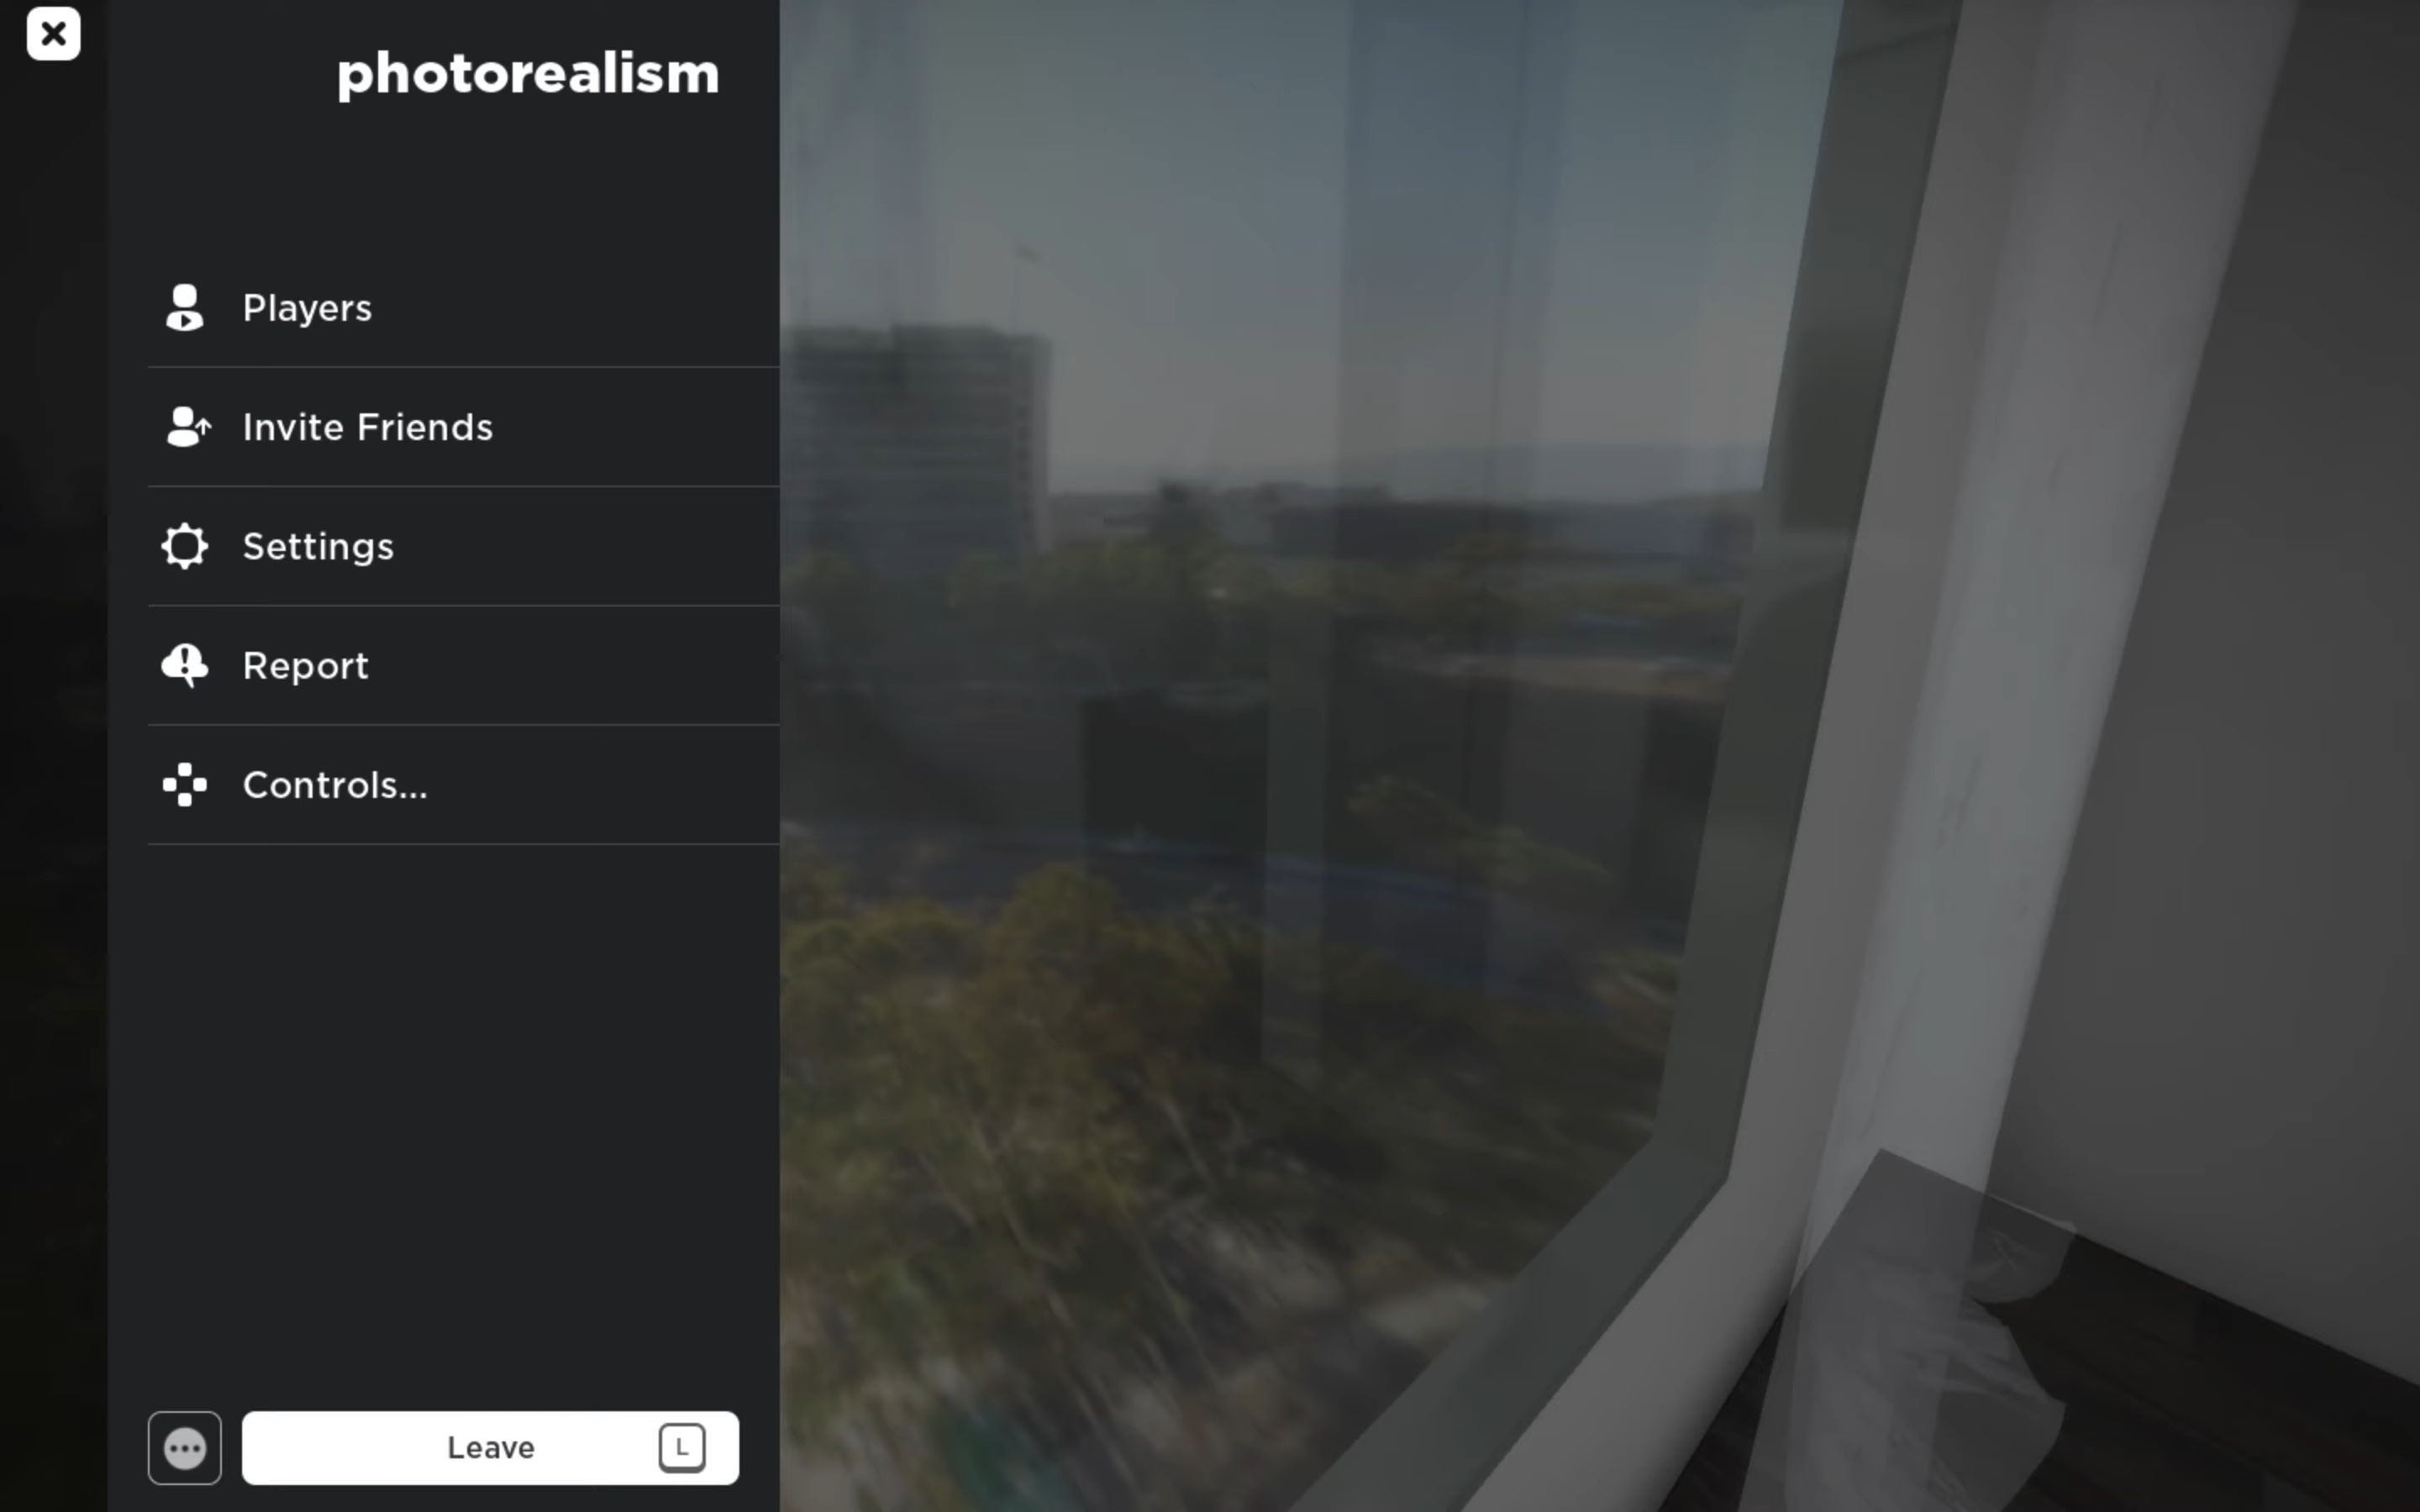 photorealism
Players
Invite Friends
Settings
Report
Controls...
Leave
L